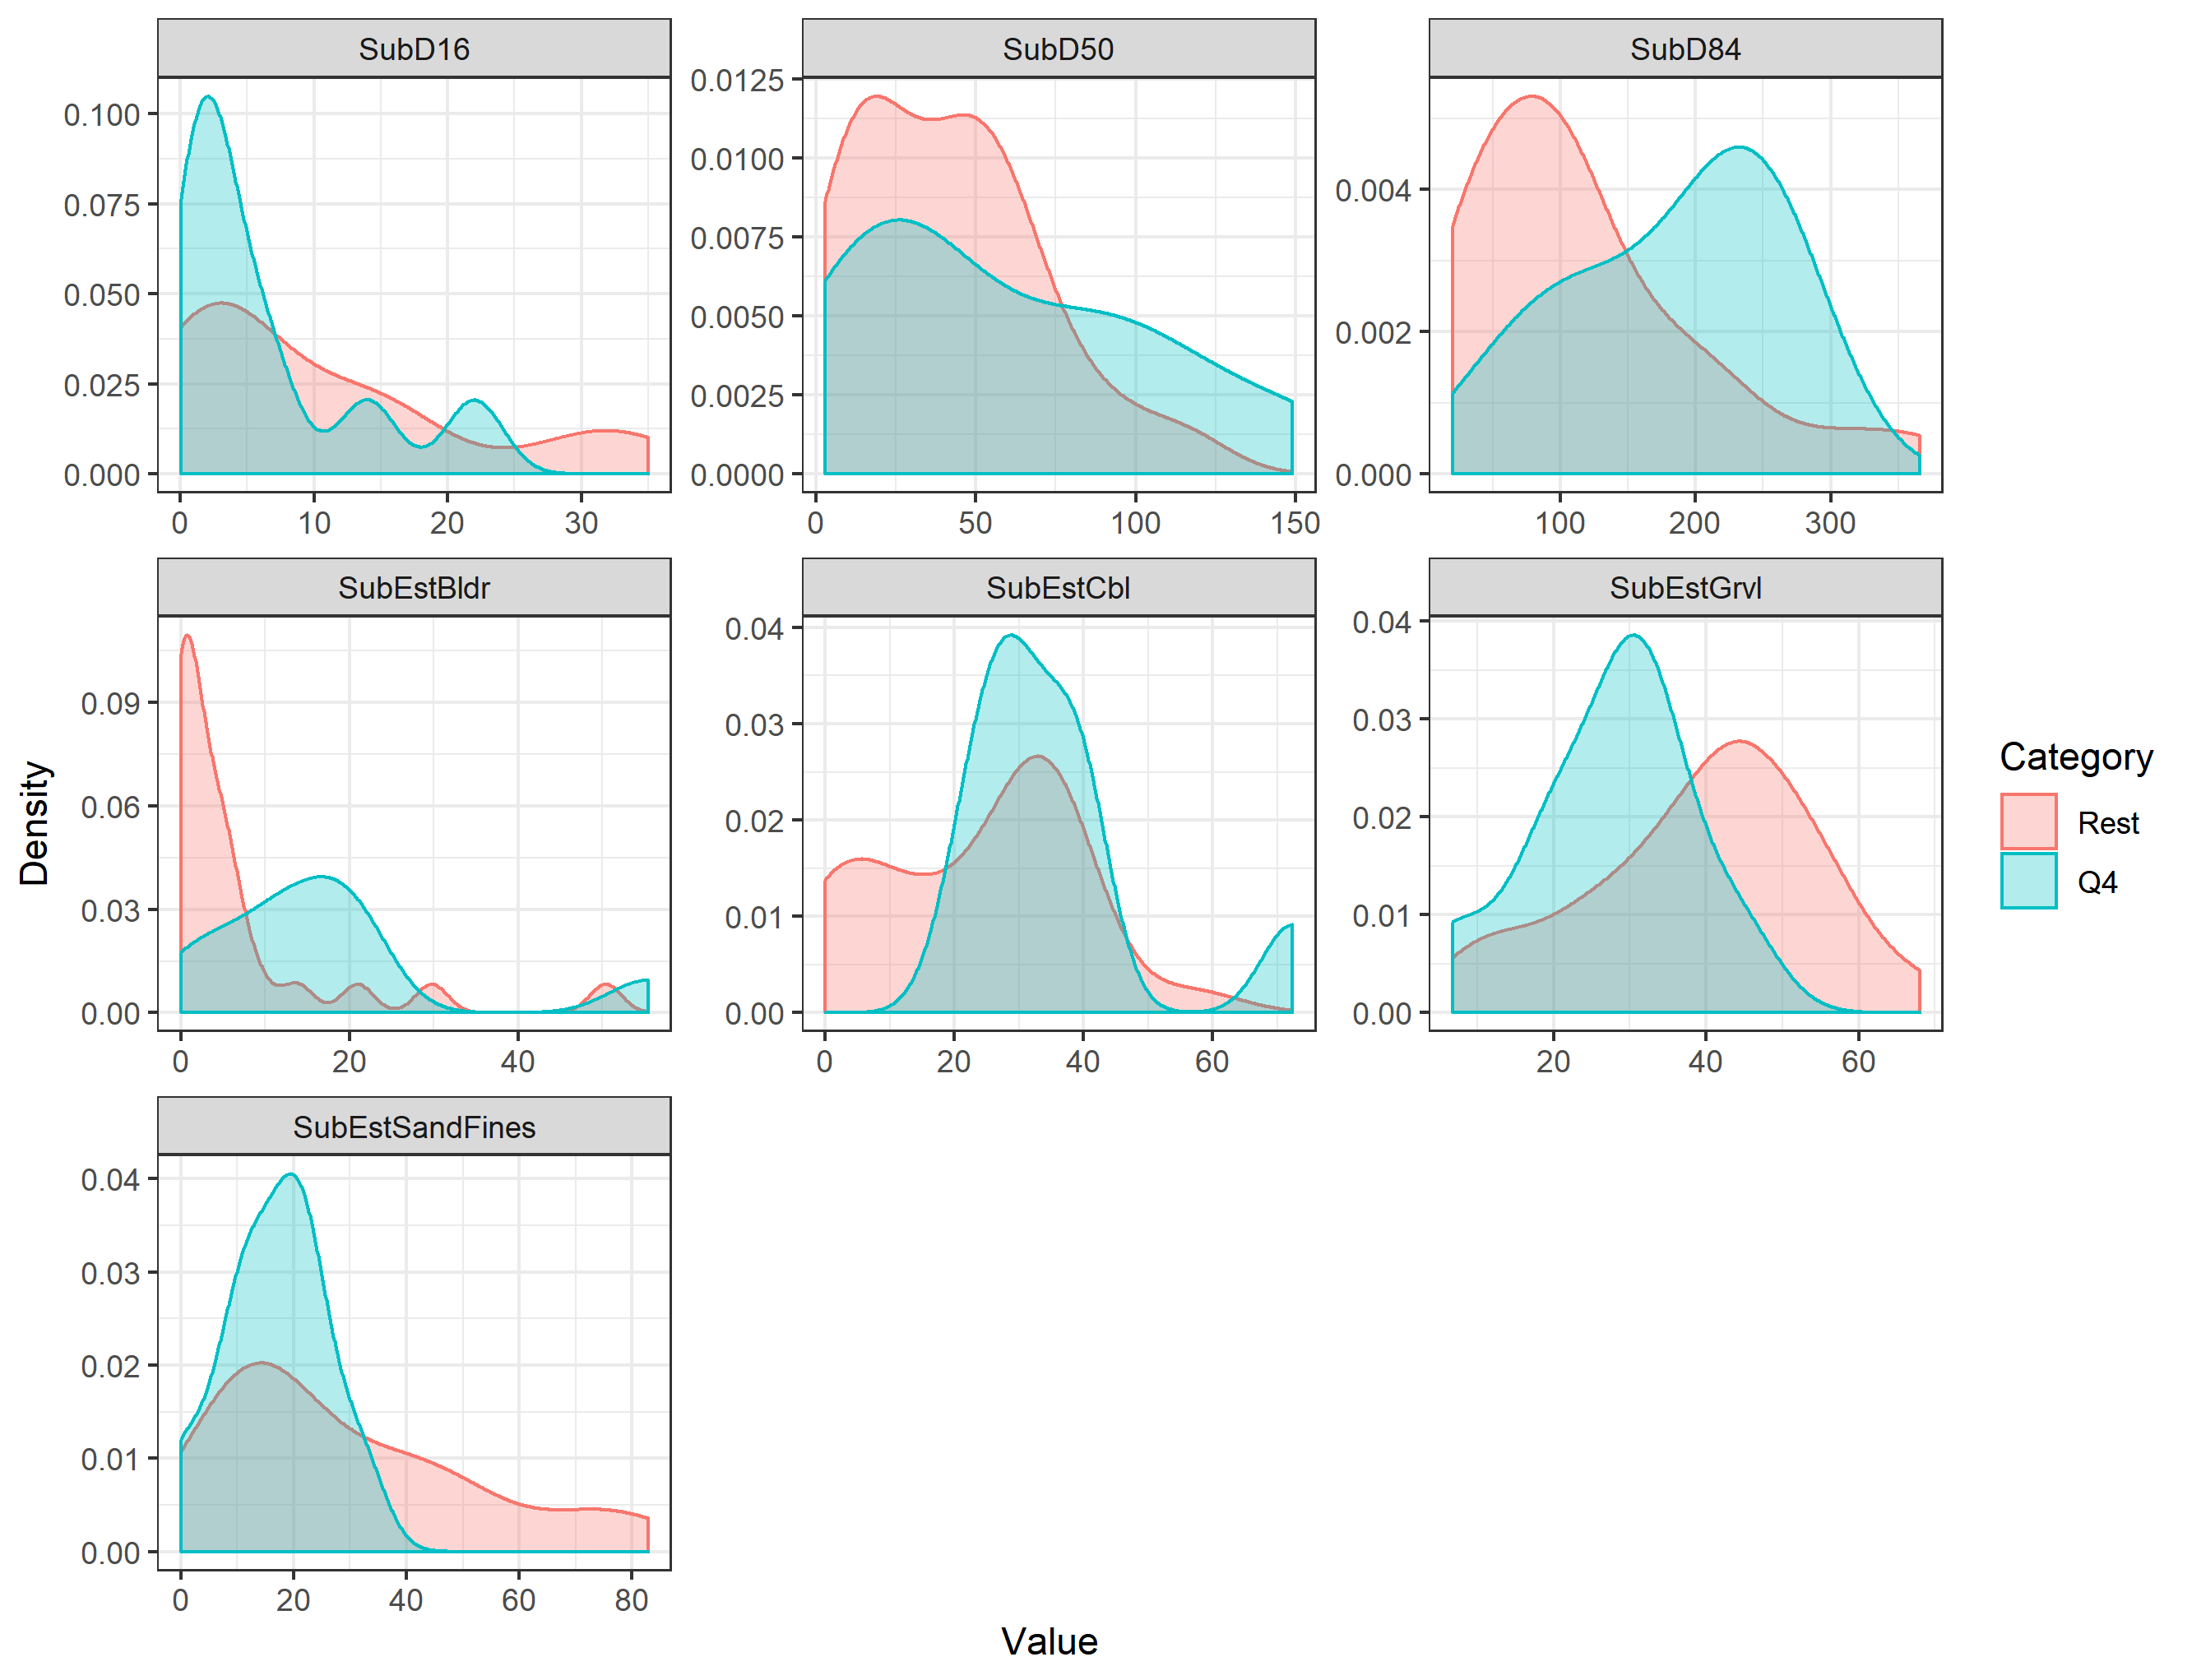 SubD16 SubD50 SubD84
0.100
0.075
0.050
0.025
0.000
0.0125
0.0100
0.0075
0.0050
0.0025
0.0000
0.004
0.002
0.000
0 10 20 30
0 50 100 150
100 200 300
SubEstBldr SubEstCbl SubEstGrvl
0.09
0.06
0.03
0.00
0.04
0.03
0.02
0.01
0.00
0.04
0.03
0.02
0.01
0.00
0 20 40
0 20 40 60
20 40 60
SubEstSandFines
0.04
0.03
0.02
0.01
0.00
0 20 40 60 80
Density
Value
Category
Rest
Q4